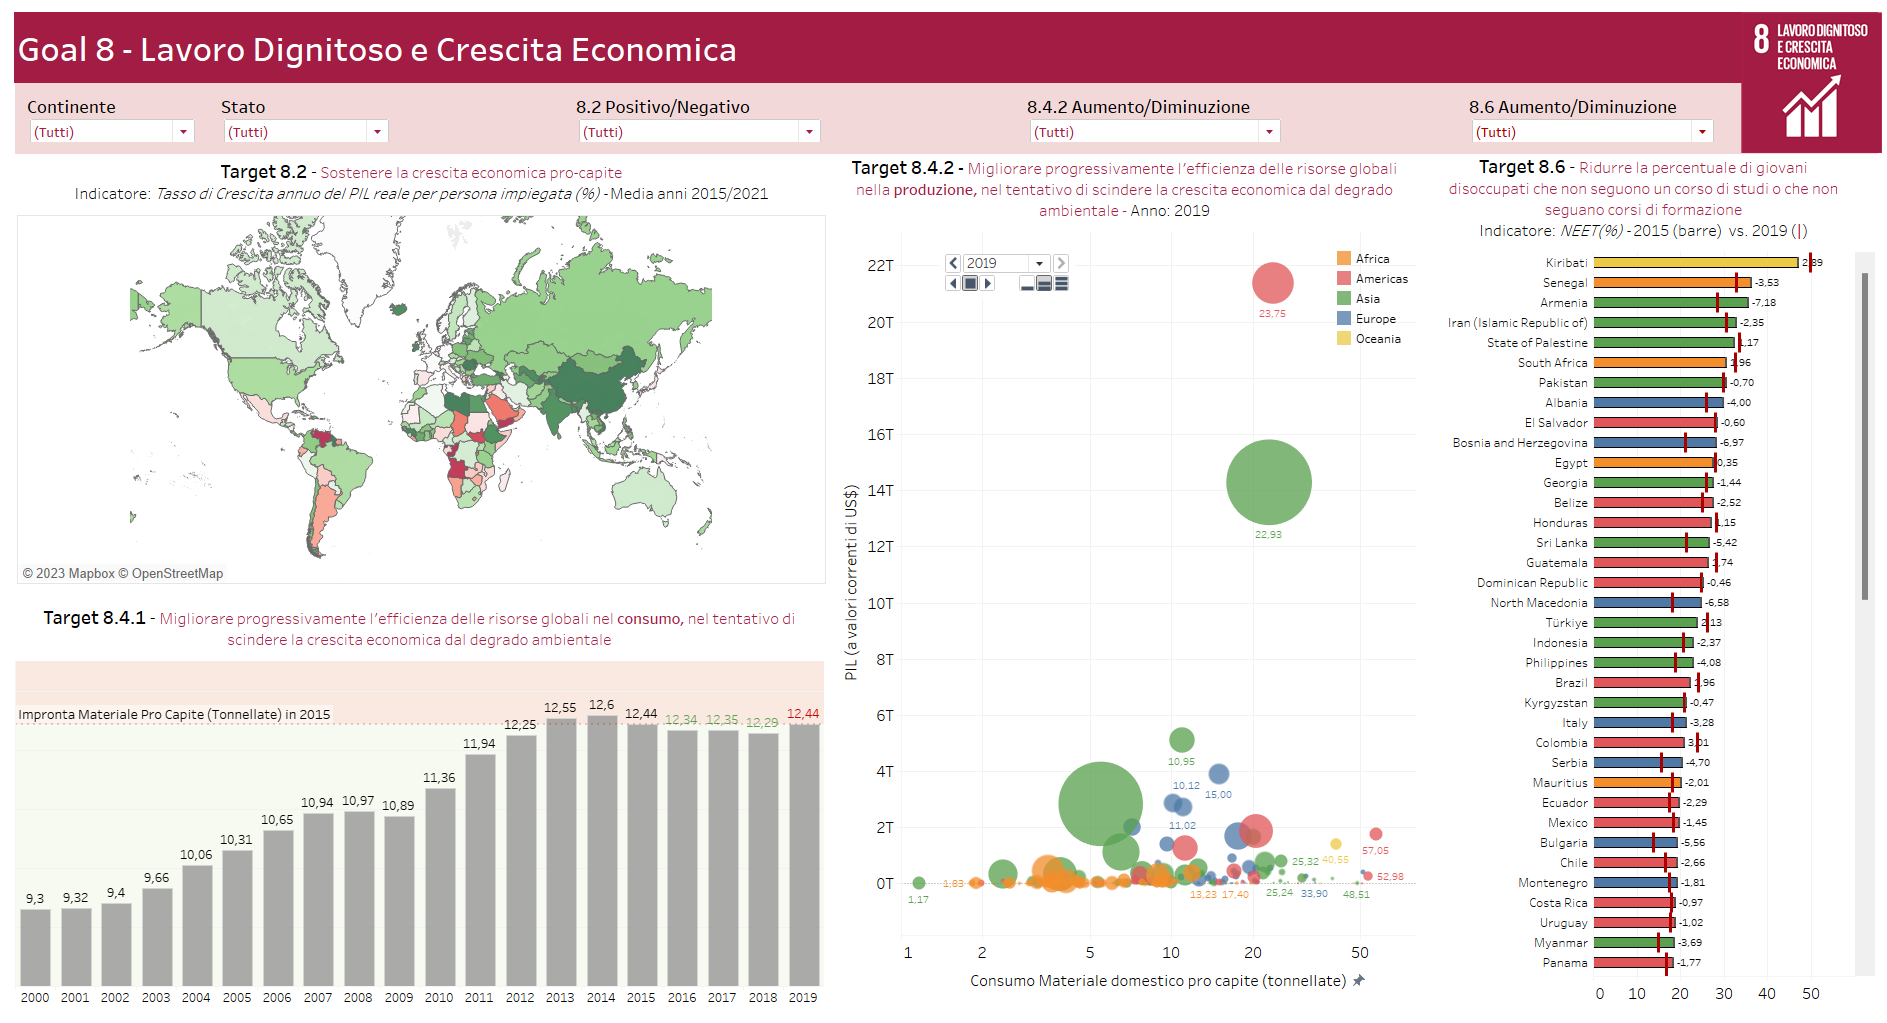 Goal 8 - Lavoro Dignitoso e Crescita Economica
8 LAVORO DIGNITOSO
E CRESCITA
ECONOMICA
Continente
(Tutti)
Stato
(Tutti)
8.2 Positivo/Negativo
(Tutti)
8.4.2 Aumento/Diminuzione
(Tutti)
8.6 Aumento/Diminuzione
(Tutti)
Target 8.2 - Sostenere la crescita economica pro-capite
Indicatore: Tasso di Crescita annuo del PIL reale per persona impiegata (%) - Media anni 2015/2021
© 2023 Mapbox © OpenStreetMap
Target 8.4.1 - Migliorare progressivamente l'efficienza delle risorse globali nel consumo, nel tentativo di
scindere la crescita economica dal degrado ambientale
Impronta Materiale Pro Capite (Tonnellate) in 2015
9,3
9,32
9,4
9,66
10,06
10,31
10,65
10,94
10,97
10,89
11,36
11,94
12,25
12,55
12,6
12,44
12,34
12,35
12,29
12,44
2000 2001 2002 2003 2004 2005 2006 2007 2008 2009 2010 2011 2012 2013 2014 2015 2016 2017 2018 2019
Target 8.4.2 - Migliorare progressivamente l'efficienza delle risorse globali
nella produzione, nel tentativo di scindere la crescita economica dal degrado
ambientale - Anno: 2019
2019
Africa
Americas
Asia
Europe
Oceania
PIL (a valori correnti di US$)
22T
20T
18T
16T
14T
12T
10T
8T
6T
4T
2T
0T
23,75
22,93
10,95
10,12
15,00
11,02
57,05
25,32
40,55
52,98
1,83
1,17
13,23
17,40
25,24
33,90
48,51
1 2 5 10 20 50
Consumo Materiale domestico pro capite (tonnellate)
Target 8.6 - Ridurre la percentuale di giovani
disoccupati che non seguono un corso di studi o che non
seguano corsi di formazione
Indicatore: NEET(%) - 2015 (barre) vs. 2019 (|)
Kiribati 2,89
Senegal -3,53
Armenia -7,18
Iran (Islamic Republic of) -2,35
State of Palestine 1,17
South Africa 1,96
Pakistan -0,70
Albania -4,00
El Salvador -0,60
Bosnia and Herzegovina -6,97
Egypt 0,35
Georgia -1,44
Belize -2,52
Honduras 1,15
Sri Lanka -5,42
Guatemala 1,74
Dominican Republic -0,46
North Macedonia -6,58
Türkiye 2,13
Indonesia -2,37
Philippines -4,08
Brazil 1,96
Kyrgyzstan -0,47
Italy -3,28
Colombia 3,01
Serbia -4,70
Mauritius -2,01
Ecuador -2,29
Mexico -1,45
Bulgaria -5,56
Chile -2,66
Montenegro -1,81
Costa Rica -0,97
Uruguay -1,02
Myanmar -3,69
Panama -1,77
0 10 20 30 40 50